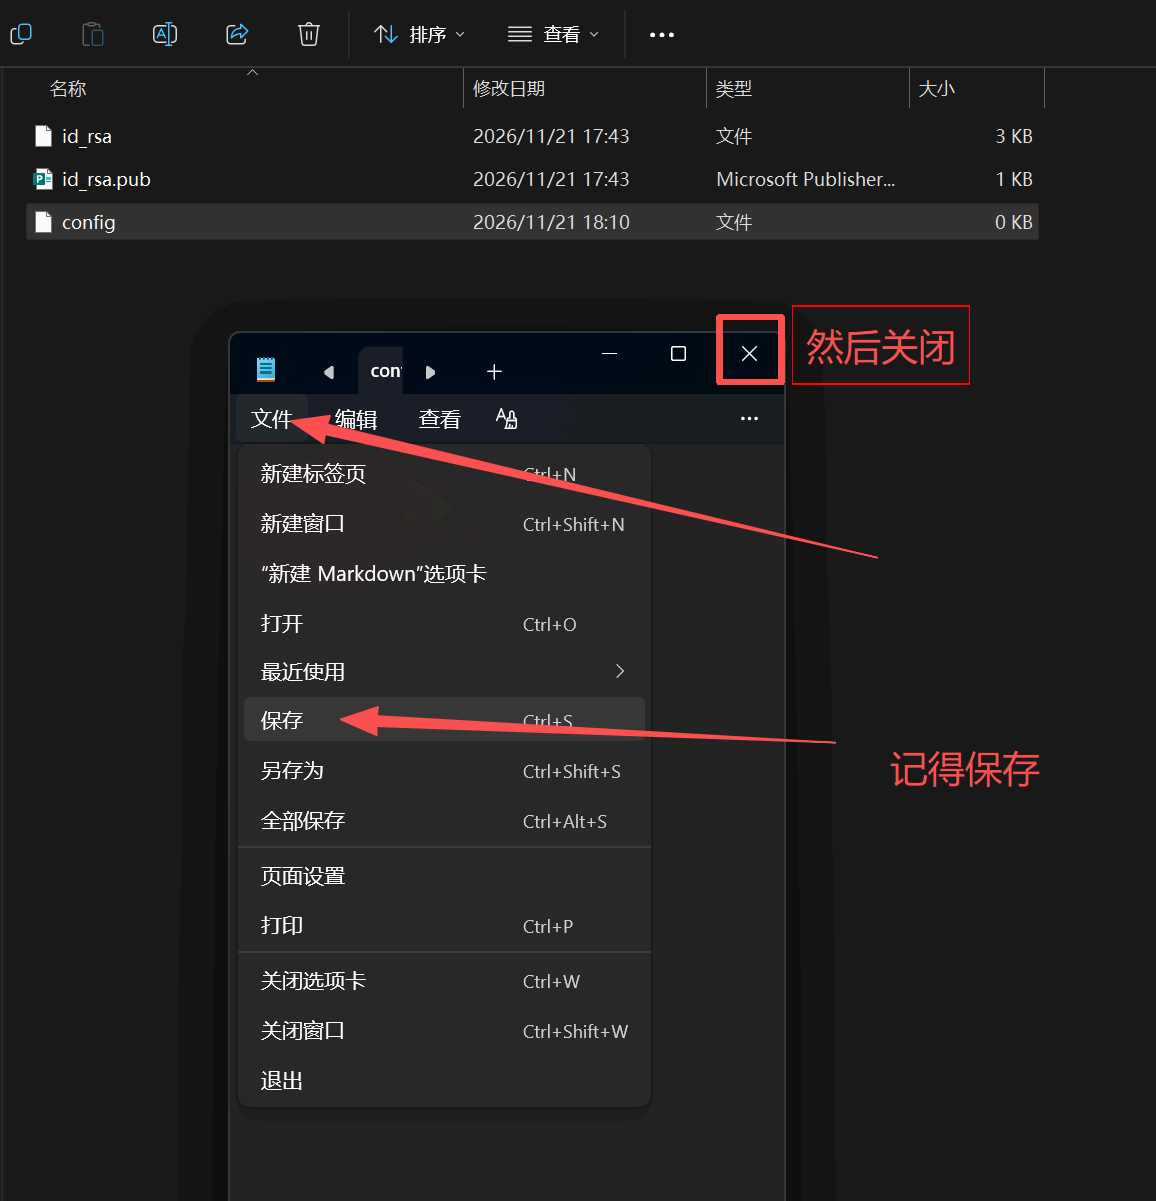 排序
查看
名称
修改日期
类型
大小
id_rsa
2026/11/21 17:43
文件
3 KB
id_rsa.pub
2026/11/21 17:43
Microsoft Publisher...
1 KB
config
2026/11/21 18:10
文件
0 KB
然后关闭
con
文件
编辑
查看
新建标签页
Ctrl+N
新建窗口
Ctrl+Shift+N
“新建 Markdown”选项卡
打开
Ctrl+O
最近使用
保存
Ctrl+S
另存为
Ctrl+Shift+S
记得保存
全部保存
Ctrl+Alt+S
页面设置
打印
Ctrl+P
关闭选项卡
Ctrl+W
关闭窗口
Ctrl+Shift+W
退出